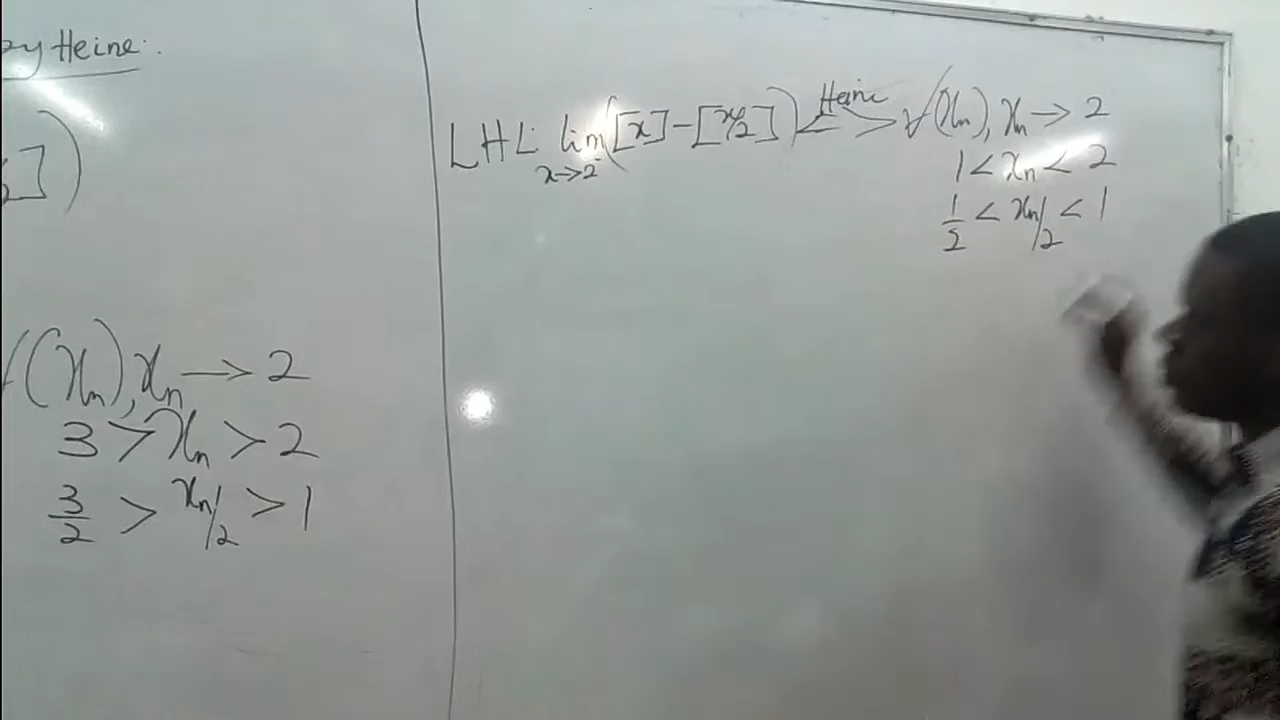 by Heine:
2])
∀(xₙ), xₙ → 2
3 > xₙ > 2
3/2 > xₙ/2 > 1
LHL: lim x→2⁻ ([x] - [x/2]) <Heine> ∀(xₙ), xₙ → 2
1 < xₙ < 2
1/2 < xₙ/2 < 1